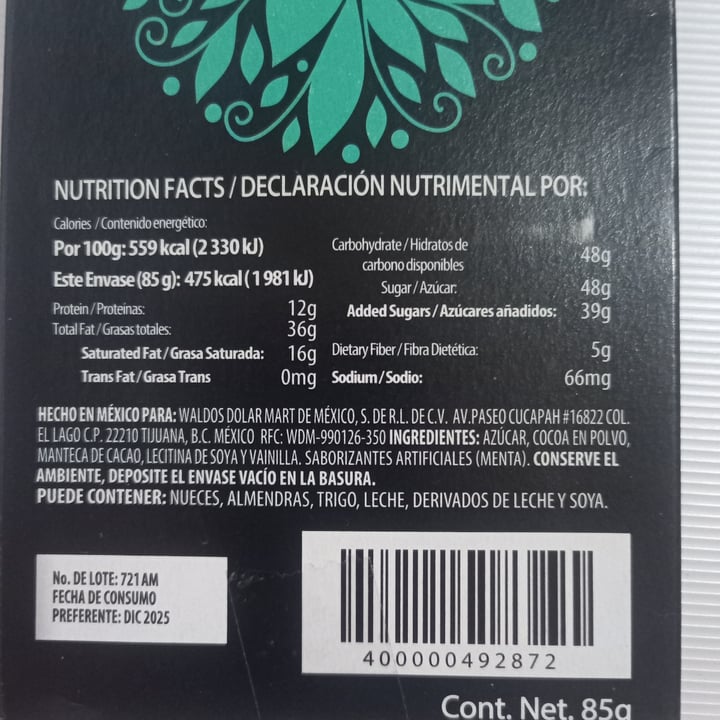 NUTRITION FACTS / DECLARACIÓN NUTRIMENTAL POR:
Calories / Contenido energético:
Por 100g: 559 kcal (2 330 kJ)
Este Envase (85 g): 475 kcal ( 1 981 kJ)
Protein / Proteinas: 12g
Total Fat / Grasas totales: 36g
Saturated Fat / Grasa Saturada: 16g
Trans Fat / Grasa Trans 0mg
Carbohydrate / Hidratos de
carbono disponibles 48g
Sugar / Azúcar: 48g
Added Sugars / Azúcares añadidos: 39g
Dietary Fiber / Fibra Dietética: 5g
Sodium / Sodio: 66mg
HECHO EN MÉXICO PARA: WALDOS DOLAR MART DE MÉXICO, S. DE R.L. DE C.V. AV. PASEO CUCAPAH #16822 COL.
EL LAGO C.P. 22210 TIJUANA, B.C. MÉXICO RFC: WDM-990126-350 INGREDIENTES: AZÚCAR, COCOA EN POLVO,
MANTECA DE CACAO, LECITINA DE SOYA Y VAINILLA. SABORIZANTES ARTIFICIALES (MENTA). CONSERVE EL
AMBIENTE, DEPOSITE EL ENVASE VACÍO EN LA BASURA.
PUEDE CONTENER: NUECES, ALMENDRAS, TRIGO, LECHE, DERIVADOS DE LECHE Y SOYA.
No. DE LOTE: 721 AM
FECHA DE CONSUMO
PREFERENTE: DIC 2025
400000492872
Cont. Net. 85g